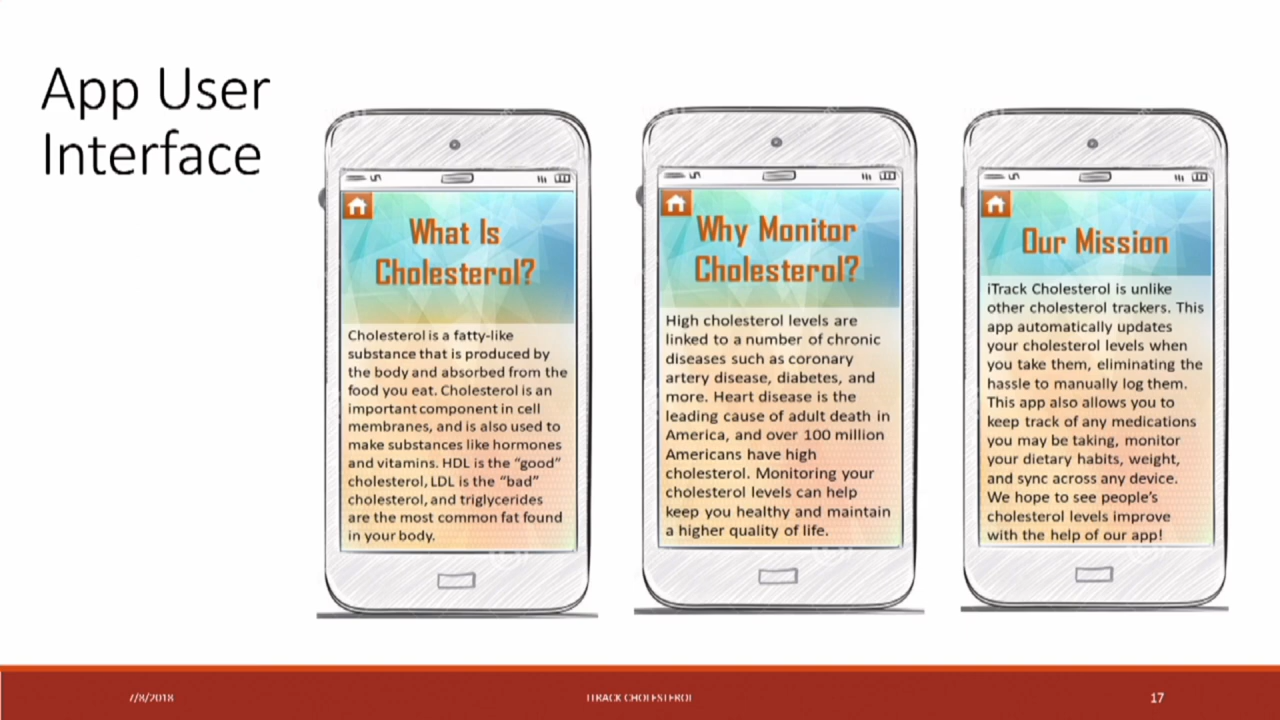 App User
Interface
What Is
Cholesterol?
Cholesterol is a fatty-like
substance that is produced by
the body and absorbed from the
food you eat. Cholesterol is an
important component in cell
membranes, and is also used to
make substances like hormones
and vitamins. HDL is the “good”
cholesterol, LDL is the “bad”
cholesterol, and triglycerides
are the most common fat found
in your body.
Why Monitor
Cholesterol?
High cholesterol levels are
linked to a number of chronic
diseases such as coronary
artery disease, diabetes, and
more. Heart disease is the
leading cause of adult death in
America, and over 100 million
Americans have high
cholesterol. Monitoring your
cholesterol levels can help
keep you healthy and maintain
a higher quality of life.
Our Mission
iTrack Cholesterol is unlike
other cholesterol trackers. This
app automatically updates
your cholesterol levels when
you take them, eliminating the
hassle to manually log them.
This app also allows you to
keep track of any medications
you may be taking, monitor
your dietary habits, weight,
and sync across any device.
We hope to see people’s
cholesterol levels improve
with the help of our app!
7/8/2018
ITRACK CHOLESTEROL
17